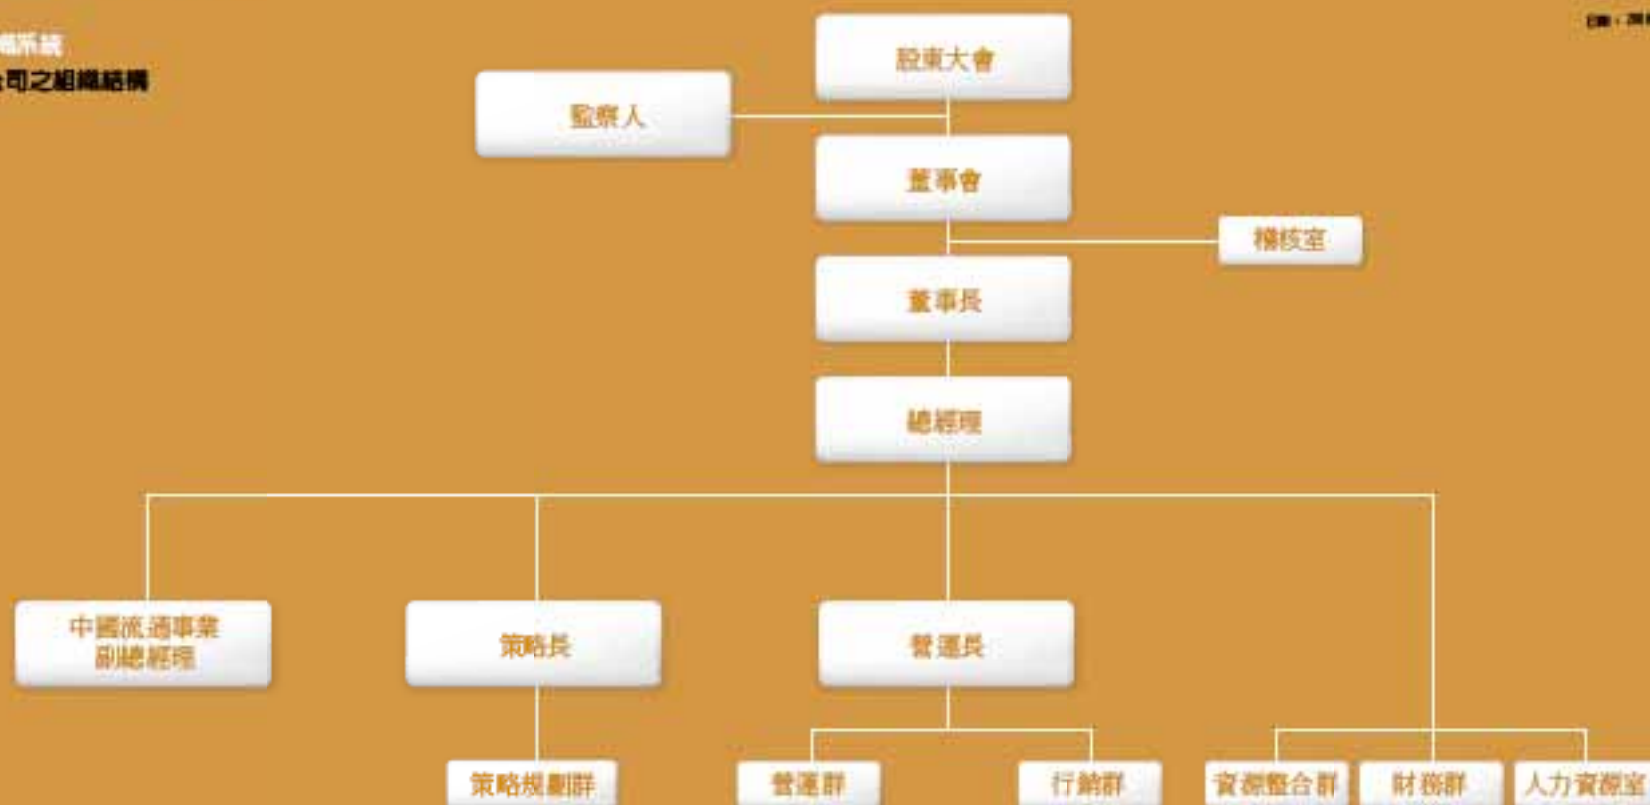 系統
司之組織結構
股東大會
監察人
董事會
稽核室
董事長
總經理
中國流通事業
副總經理
策略長
營運長
策略規劃群
營運群
行銷群
資源整合群
財務群
人力資源室